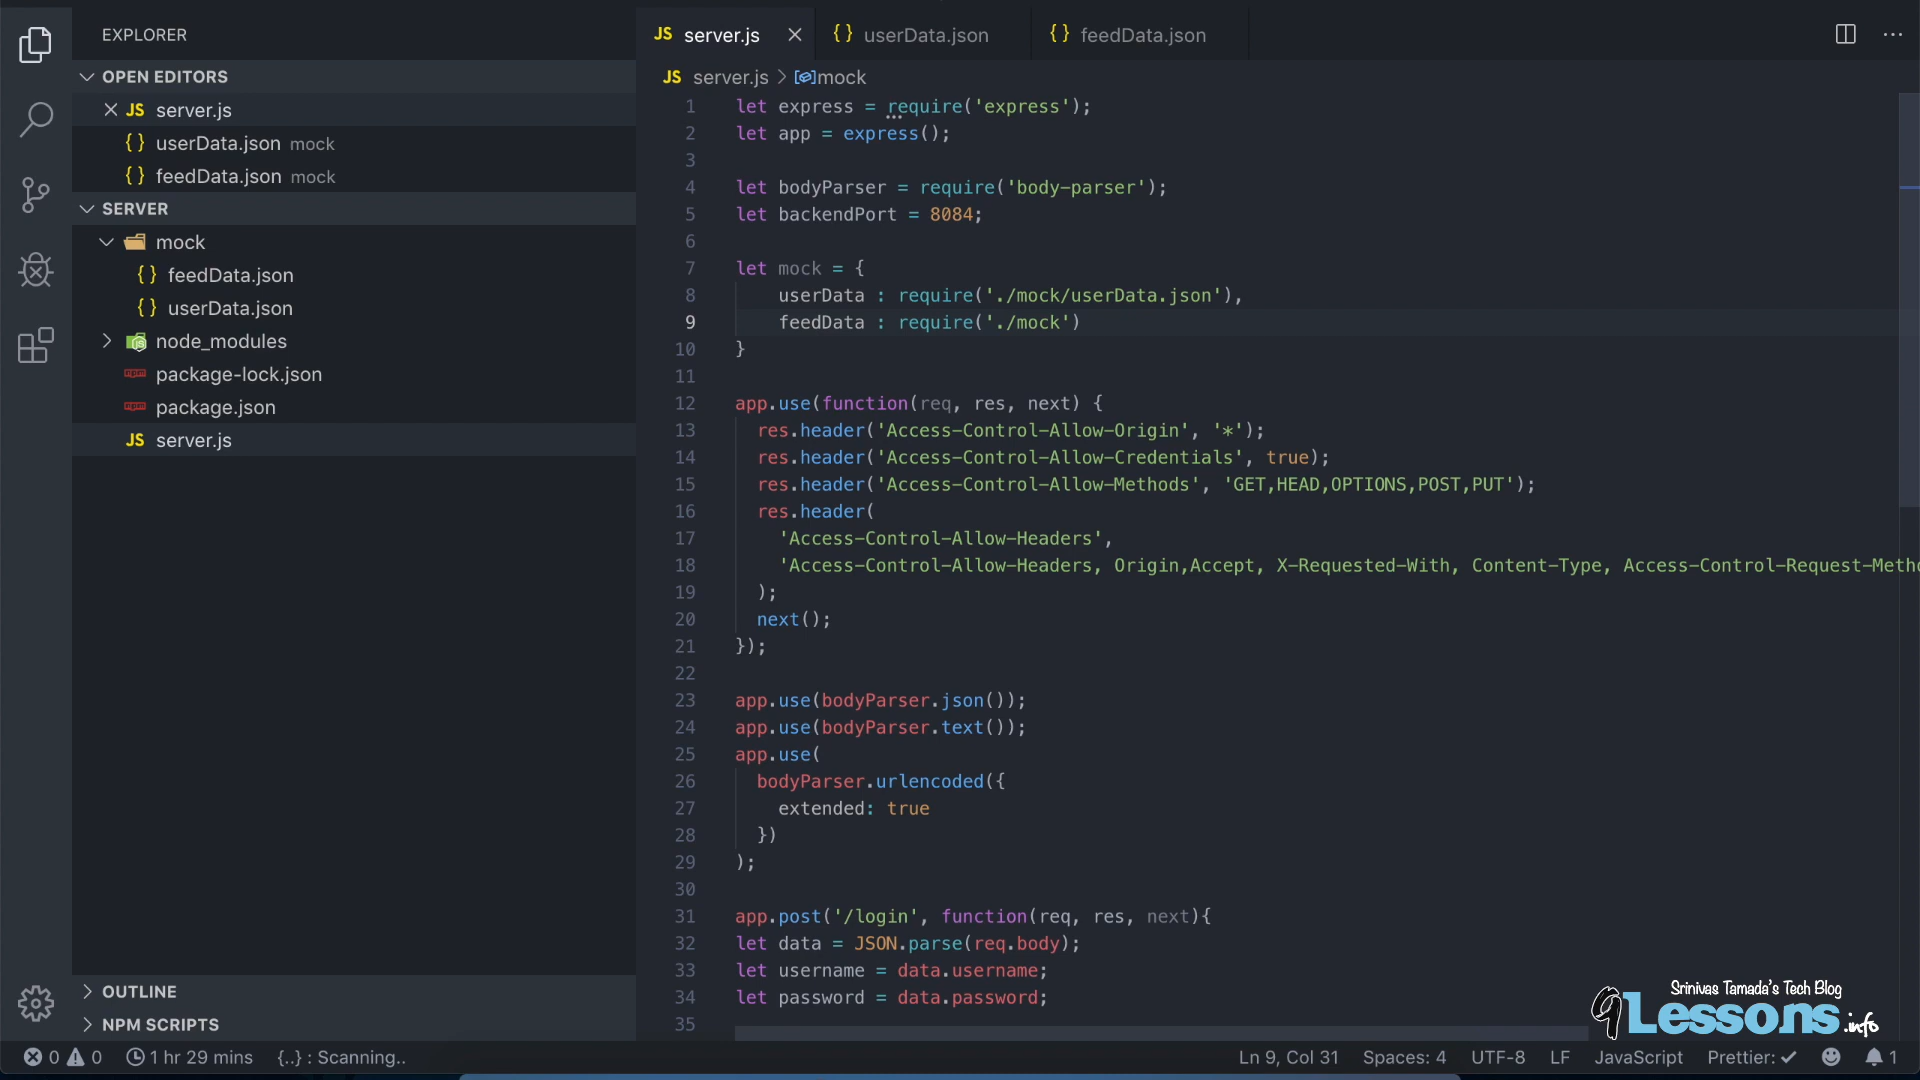 EXPLORER
OPEN EDITORS
JS server.js
{} userData.json mock
{} feedData.json mock
SERVER
mock
{} feedData.json
{} userData.json
node_modules
npm package-lock.json
npm package.json
JS server.js
OUTLINE
NPM SCRIPTS
JS server.js
{} userData.json
{} feedData.json
JS server.js > mock
1 let express = require('express');
2 let app = express();
3
4 let bodyParser = require('body-parser');
5 let backendPort = 8084;
6
7 let mock = {
8 userData : require('./mock/userData.json'),
9 feedData : require('./mock')
10 }
11
12 app.use(function(req, res, next) {
13 res.header('Access-Control-Allow-Origin', '*');
14 res.header('Access-Control-Allow-Credentials', true);
15 res.header('Access-Control-Allow-Methods', 'GET,HEAD,OPTIONS,POST,PUT');
16 res.header(
17 'Access-Control-Allow-Headers',
18 'Access-Control-Allow-Headers, Origin,Accept, X-Requested-With, Content-Type, Access-Control-Request-Meth
19 );
20 next();
21 });
22
23 app.use(bodyParser.json());
24 app.use(bodyParser.text());
25 app.use(
26 bodyParser.urlencoded({
27 extended: true
28 })
29 );
30
31 app.post('/login', function(req, res, next){
32 let data = JSON.parse(req.body);
33 let username = data.username;
34 let password = data.password;
35
Srinivas Tamada's Tech Blog
9Lessons.info
0 0 1 hr 29 mins {..} : Scanning.. Ln 9, Col 31 Spaces: 4 UTF-8 LF JavaScript Prettier: ✓ 1